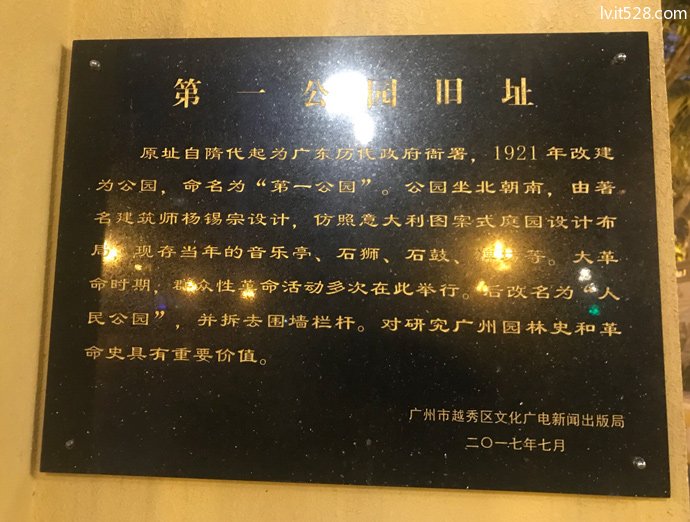 lvit528.com
第一公园旧址
原址自隋代起为广东历代政府衙署，1921年改建
为公园，命名为“第一公园”。公园坐北朝南，由著
名建筑师杨锡宗设计，仿照意大利图案式庭园设计布
局。现存当年的音乐亭、石狮、石鼓、等。大革
命时期，群众性革命活动多次在此举行。后改名为“人
民公园”，并拆去围墙栏杆。对研究广州园林史和革
命史具有重要价值。
广州市越秀区文化广电新闻出版局
二〇一七年七月